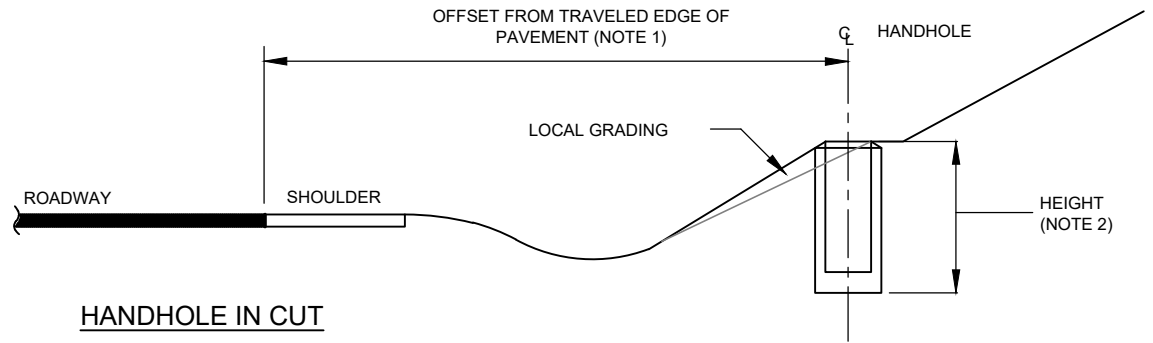 OFFSET FROM TRAVELED EDGE OF
PAVEMENT (NOTE 1)
℄ HANDHOLE
LOCAL GRADING
ROADWAY
SHOULDER
HEIGHT
(NOTE 2)
HANDHOLE IN CUT